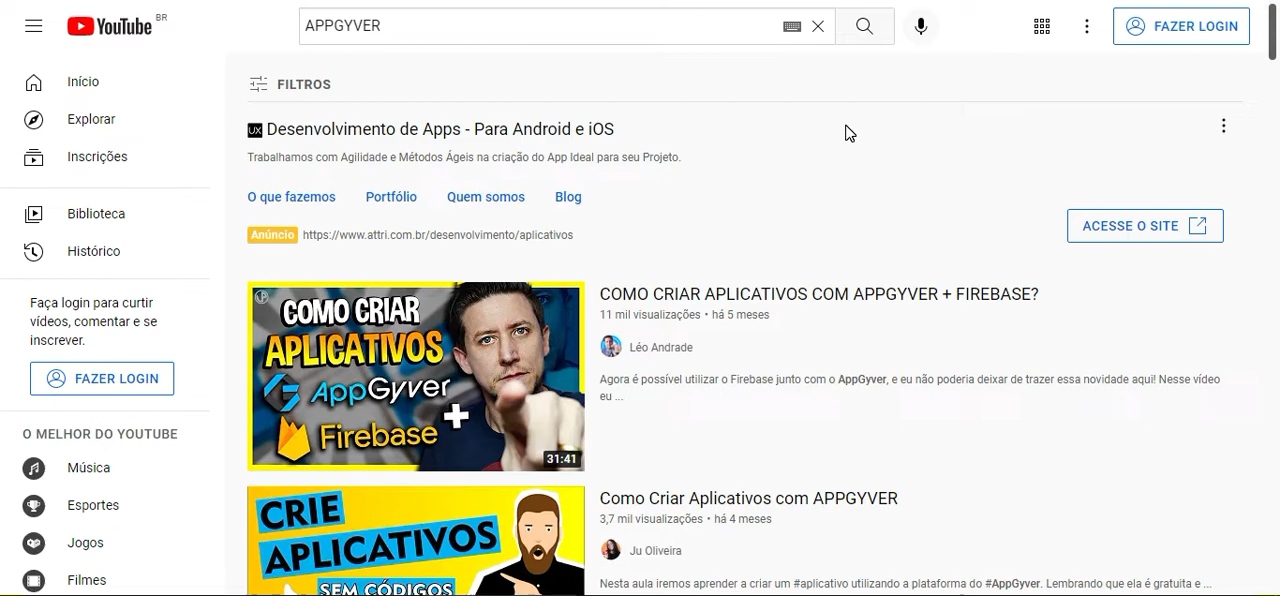 YouTube BR
APPGYVER
FAZER LOGIN
Início
Explorar
Inscrições
Biblioteca
Histórico
Faça login para curtir
vídeos, comentar e se
inscrever.
FAZER LOGIN
O MELHOR DO YOUTUBE
Música
Esportes
Jogos
Filmes
FILTROS
UX Desenvolvimento de Apps - Para Android e iOS
Trabalhamos com Agilidade e Métodos Ágeis na criação do App Ideal para seu Projeto.
O que fazemos Portfólio Quem somos Blog
Anúncio https://www.attri.com.br/desenvolvimento/aplicativos
ACESSE O SITE
COMO CRIAR
APLICATIVOS
AppGyver
+
Firebase
31:41
COMO CRIAR APLICATIVOS COM APPGYVER + FIREBASE?
11 mil visualizações • há 5 meses
Léo Andrade
Agora é possível utilizar o Firebase junto com o AppGyver, e eu não poderia deixar de trazer essa novidade aqui! Nesse vídeo
eu ...
CRIE
APLICATIVOS
SEM CÓDIGOS
Como Criar Aplicativos com APPGYVER
3,7 mil visualizações • há 4 meses
Ju Oliveira
Nesta aula iremos aprender a criar um #aplicativo utilizando a plataforma do #AppGyver. Lembrando que ela é gratuita e ...